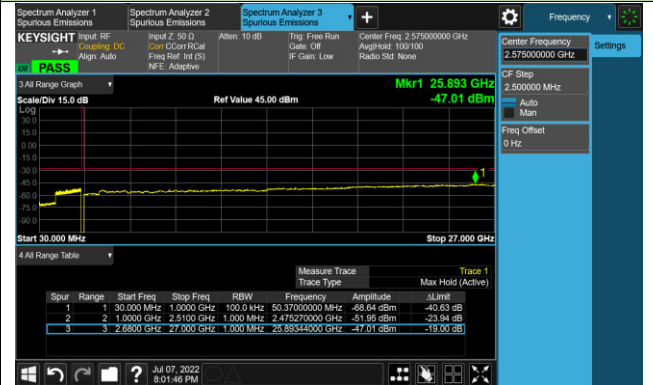 Spectrum Analyzer 1
Spurious Emissions
Spectrum Analyzer 2
Spurious Emissions
Spectrum Analyzer 3
Spurious Emissions
Frequency
KEYSIGHT
PASS
Input: RF
Coupling: DC
Align: Auto
Input Z: 50 Ω
Corr CCorr RCal
Freq Ref: Int (S)
NFE: Adaptive
Atten: 10 dB
Trig: Free Run
Gate: Off
IF Gain: Low
Center Freq: 2.575000000 GHz
Avg|Hold: 100/100
Radio Std: None
Center Frequency
2.575000000 GHz
Settings
CF Step
2.500000 MHz
Auto
Man
Freq Offset
0 Hz
3 All Range Graph
Mkr1 25.893 GHz
Scale/Div 15.0 dB
Ref Value 45.00 dBm
-47.01 dBm
Log
30.0
15.0
0.00
-15.0
-30.0
-45.0
-60.0
-75.0
-90.0
1
Start 30.000 MHz
Stop 27.000 GHz
4 All Range Table
Measure Trace Trace 1
Trace Type Max Hold (Active)
Spur Range Start Freq Stop Freq RBW Frequency Amplitude ΔLimit
1 1 30.000 MHz 1.0000 GHz 100.0 kHz 50.37000000 MHz -68.64 dBm -40.63 dB
2 2 1.0000 GHz 2.5100 GHz 1.000 MHz 2.475270000 GHz -51.95 dBm -23.94 dB
3 3 2.6800 GHz 27.000 GHz 1.000 MHz 25.89344000 GHz -47.01 dBm -19.00 dB
Jul 07, 2022
8:01:46 PM